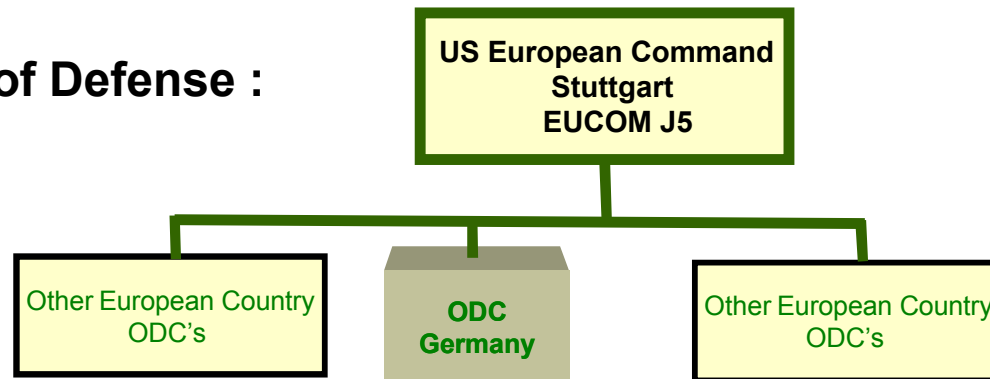 of Defense :
US European Command
Stuttgart
EUCOM J5
Other European Country
ODC's
ODC
Germany
Other European Country
ODC's